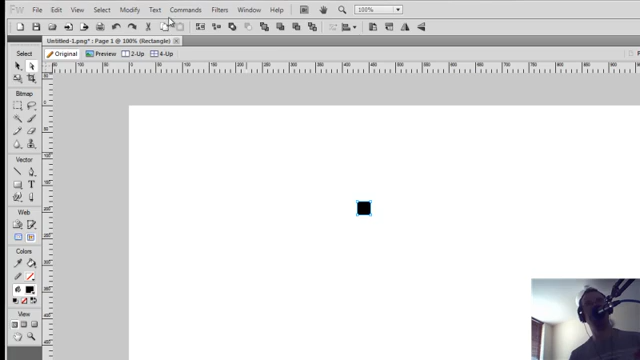 FW File Edit View Select Modify Text Commands Filters Window Help 100%
Untitled-1.png* : Page 1 @ 100% (Rectangle)
Original Preview 2-Up 4-Up
Select
Bitmap
Vector
Web
Colors
View